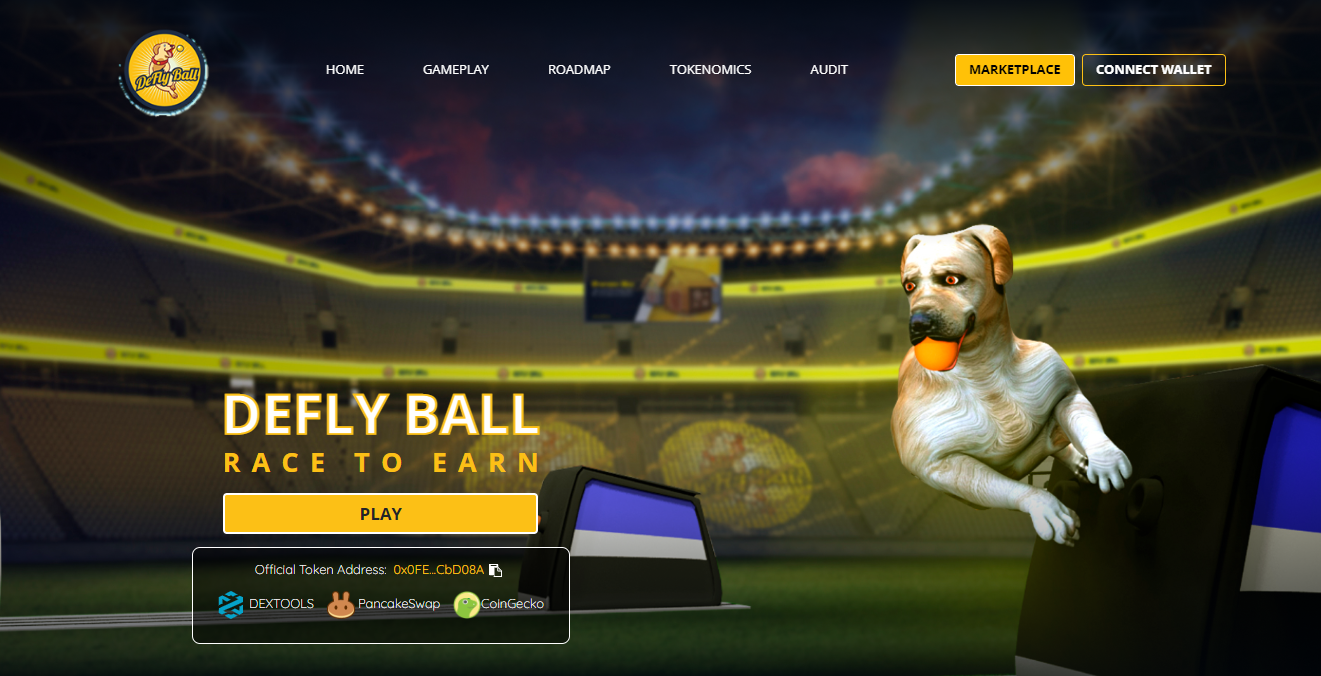 Defly Ball
HOME
GAMEPLAY
ROADMAP
TOKENOMICS
AUDIT
MARKETPLACE
CONNECT WALLET
DEFLY BALL
RACE TO EARN
PLAY
Official Token Address: 0x0FE...CbD08A
DEXTOOLS PancakeSwap CoinGecko